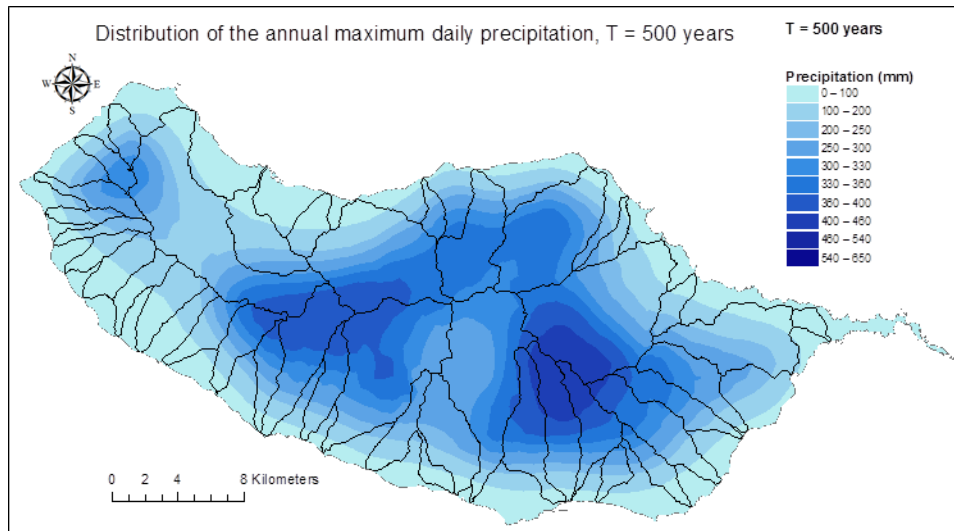 Distribution of the annual maximum daily precipitation, T = 500 years
T = 500 years
N
W E
S
Precipitation (mm)
0 – 100
100 – 200
200 – 250
250 – 300
300 – 330
330 – 360
360 – 400
400 – 460
460 – 540
540 – 650
0 2 4 8 Kilometers